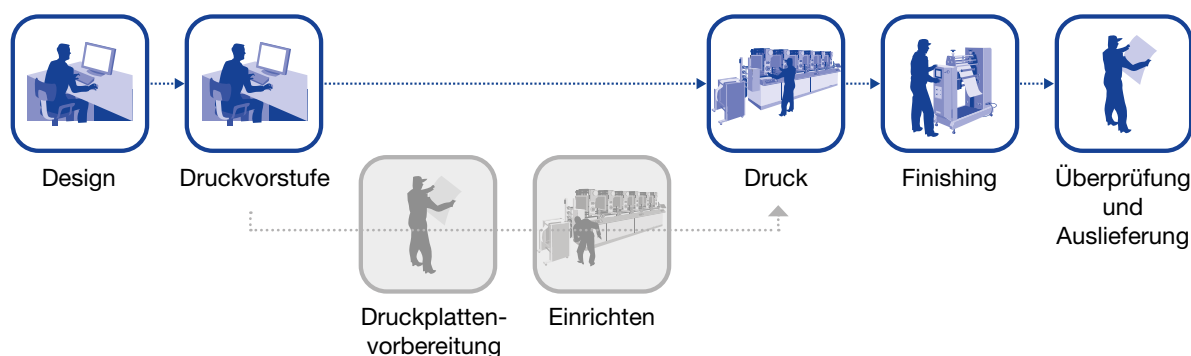 Design
Druckvorstufe
Druck
Finishing
Überprüfung
und
Auslieferung
Druckplatten-
vorbereitung
Einrichten